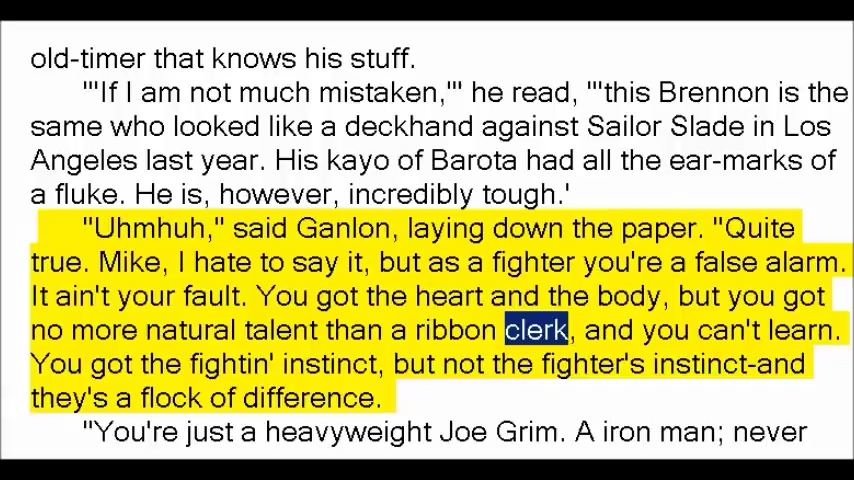 old-timer that knows his stuff.
"'If I am not much mistaken,'" he read, "'this Brennon is the
same who looked like a deckhand against Sailor Slade in Los
Angeles last year. His kayo of Barota had all the ear-marks of
a fluke. He is, however, incredibly tough.'
"Uhmhuh," said Ganlon, laying down the paper. "Quite
true. Mike, I hate to say it, but as a fighter you're a false alarm.
It ain't your fault. You got the heart and the body, but you got
no more natural talent than a ribbon clerk, and you can't learn.
You got the fightin' instinct, but not the fighter's instinct-and
they's a flock of difference.
"You're just a heavyweight Joe Grim. A iron man; never